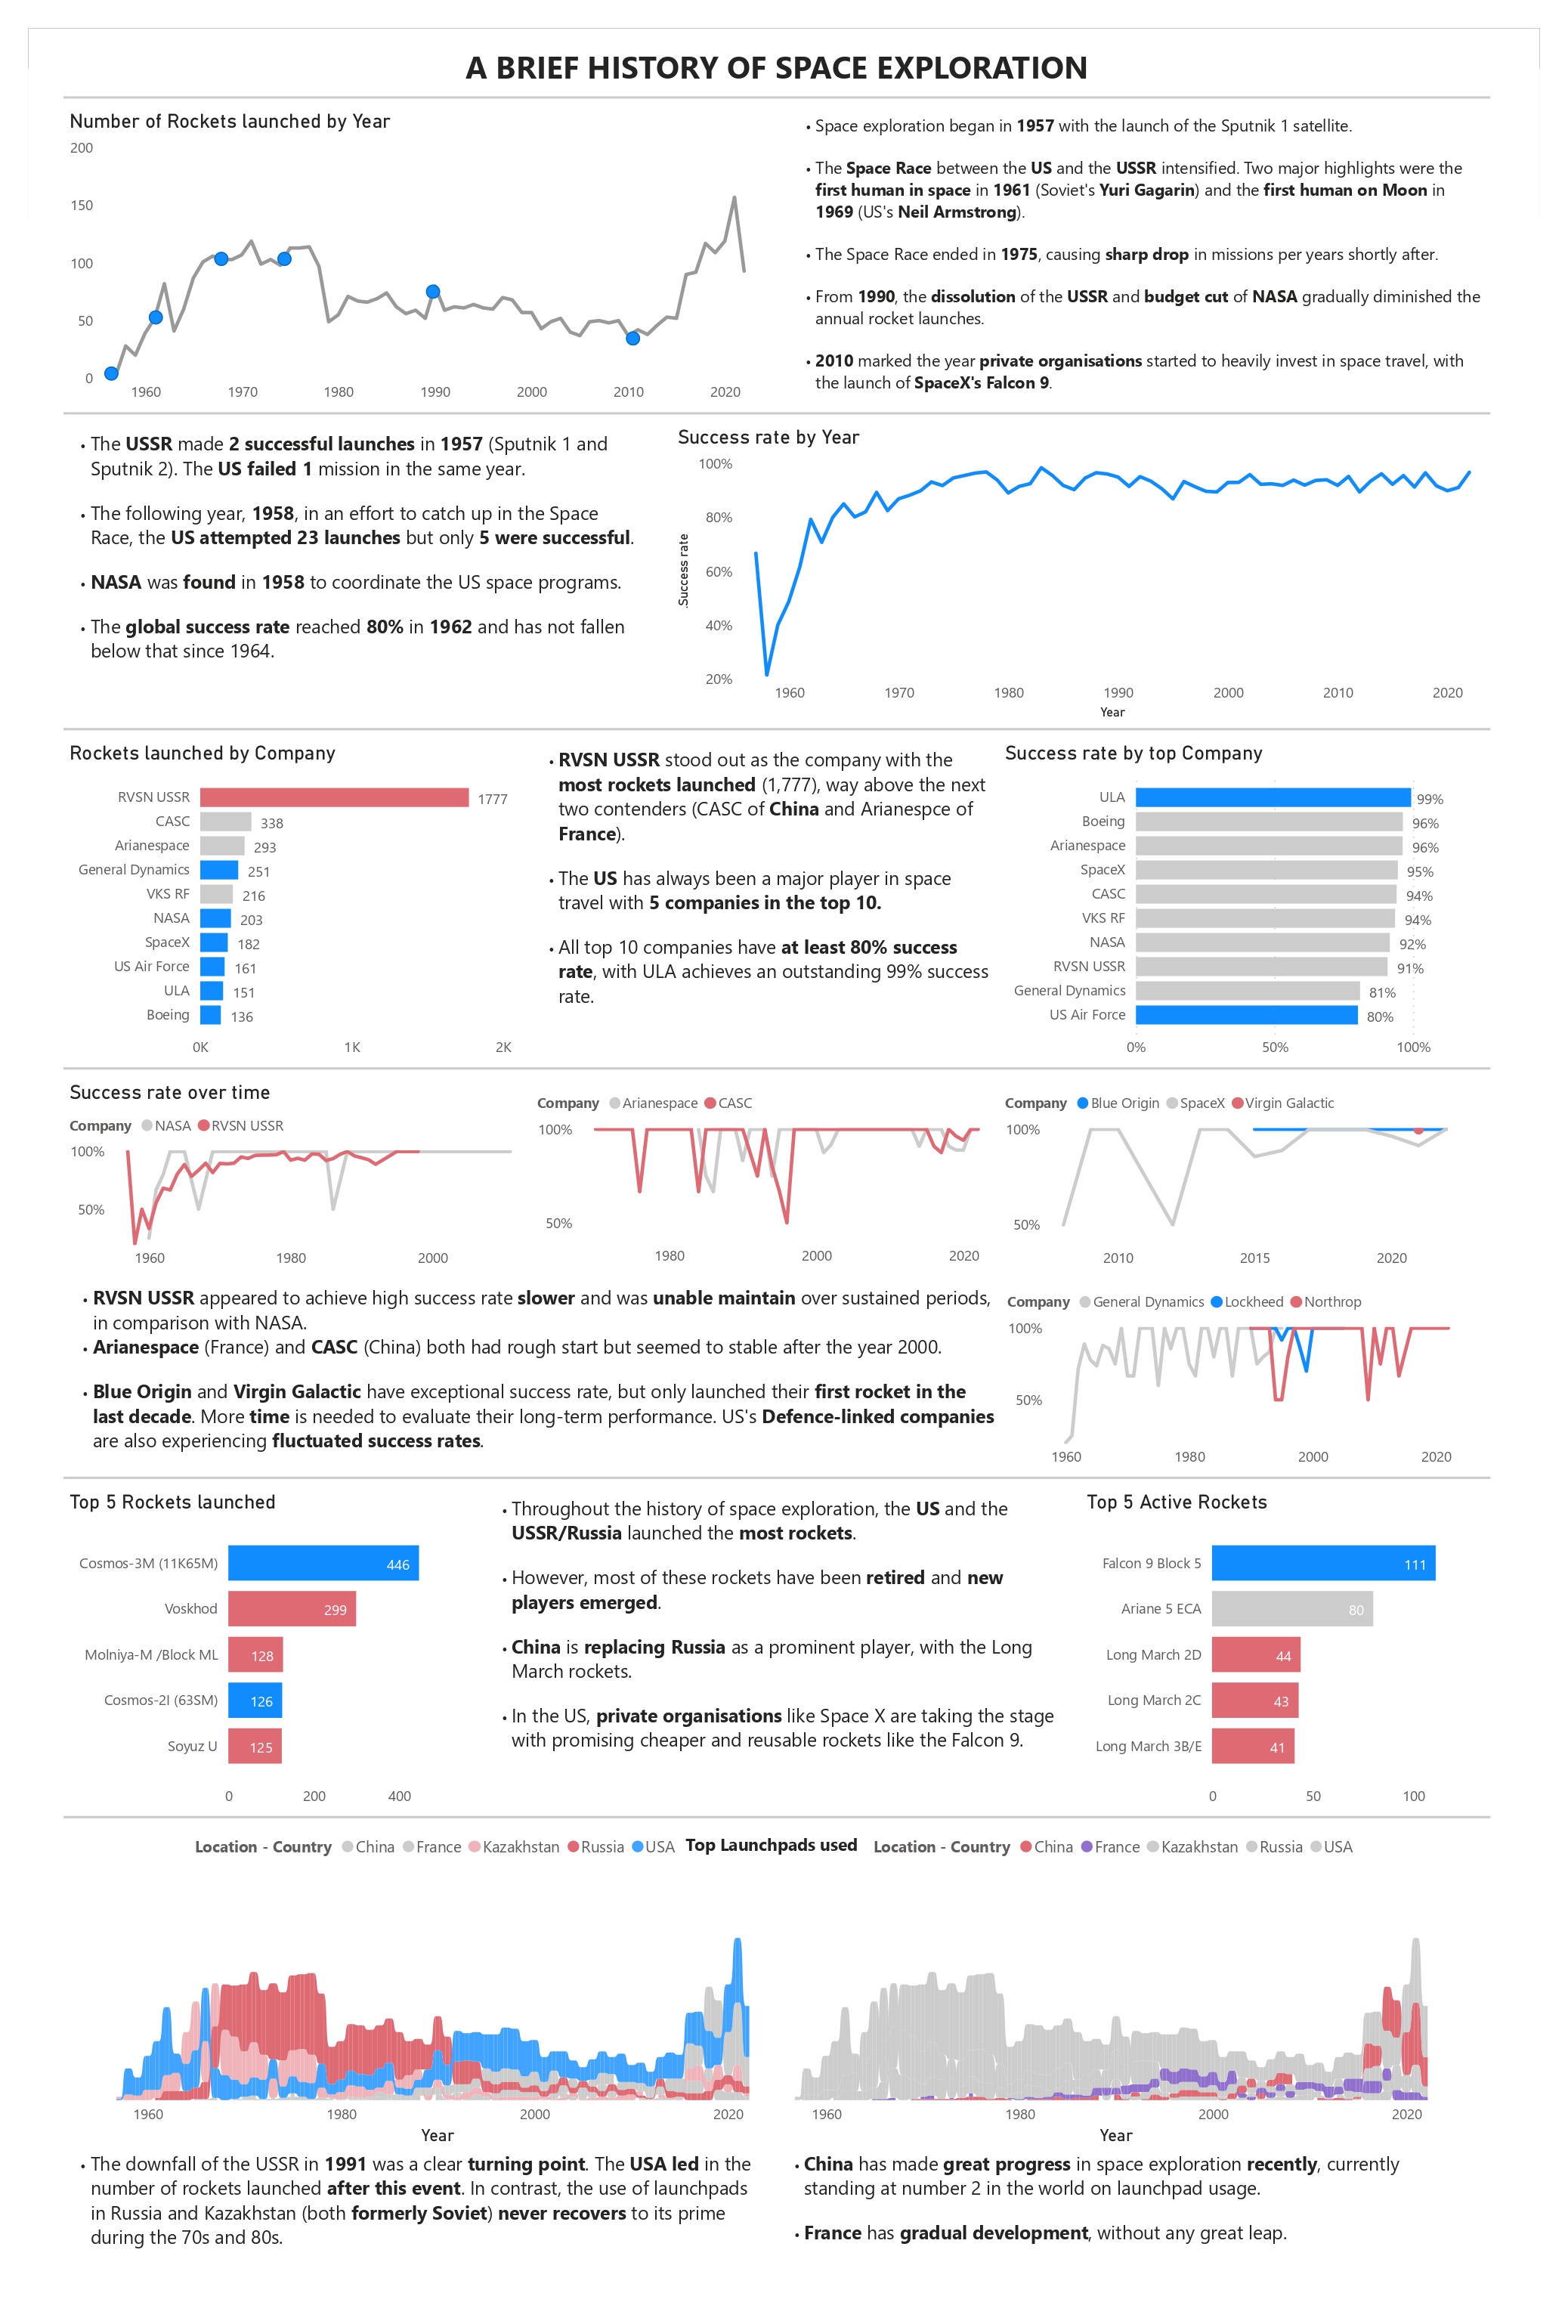 A BRIEF HISTORY OF SPACE EXPLORATION
Number of Rockets launched by Year
200
150
100
50
0
1960 1970 1980 1990 2000 2010 2020
• Space exploration began in 1957 with the launch of the Sputnik 1 satellite.
• The Space Race between the US and the USSR intensified. Two major highlights were the
first human in space in 1961 (Soviet's Yuri Gagarin) and the first human on Moon in
1969 (US's Neil Armstrong).
• The Space Race ended in 1975, causing sharp drop in missions per years shortly after.
• From 1990, the dissolution of the USSR and budget cut of NASA gradually diminished the
annual rocket launches.
• 2010 marked the year private organisations started to heavily invest in space travel, with
the launch of SpaceX's Falcon 9.
• The USSR made 2 successful launches in 1957 (Sputnik 1 and
Sputnik 2). The US failed 1 mission in the same year.
• The following year, 1958, in an effort to catch up in the Space
Race, the US attempted 23 launches but only 5 were successful.
• NASA was found in 1958 to coordinate the US space programs.
• The global success rate reached 80% in 1962 and has not fallen
below that since 1964.
Success rate by Year
100%
80%
60%
40%
20%
.Success rate
1960 1970 1980 1990 2000 2010 2020
Year
Rockets launched by Company
RVSN USSR 1777
CASC 338
Arianespace 293
General Dynamics 251
VKS RF 216
NASA 203
SpaceX 182
US Air Force 161
ULA 151
Boeing 136
0K 1K 2K
• RVSN USSR stood out as the company with the
most rockets launched (1,777), way above the next
two contenders (CASC of China and Arianespce of
France).
• The US has always been a major player in space
travel with 5 companies in the top 10.
• All top 10 companies have at least 80% success
rate, with ULA achieves an outstanding 99% success
rate.
Success rate by top Company
ULA 99%
Boeing 96%
Arianespace 96%
SpaceX 95%
CASC 94%
VKS RF 94%
NASA 92%
RVSN USSR 91%
General Dynamics 81%
US Air Force 80%
0% 50% 100%
Success rate over time
Company NASA RVSN USSR
100%
50%
1960 1980 2000
Company Arianespace CASC
100%
50%
1980 2000 2020
Company Blue Origin SpaceX Virgin Galactic
100%
50%
2010 2015 2020
• RVSN USSR appeared to achieve high success rate slower and was unable maintain over sustained periods,
in comparison with NASA.
• Arianespace (France) and CASC (China) both had rough start but seemed to stable after the year 2000.
• Blue Origin and Virgin Galactic have exceptional success rate, but only launched their first rocket in the
last decade. More time is needed to evaluate their long-term performance. US's Defence-linked companies
are also experiencing fluctuated success rates.
Company General Dynamics Lockheed Northrop
100%
50%
1960 1980 2000 2020
Top 5 Rockets launched
Cosmos-3M (11K65M) 446
Voskhod 299
Molniya-M /Block ML 128
Cosmos-2I (63SM) 126
Soyuz U 125
0 200 400
• Throughout the history of space exploration, the US and the
USSR/Russia launched the most rockets.
• However, most of these rockets have been retired and new
players emerged.
• China is replacing Russia as a prominent player, with the Long
March rockets.
• In the US, private organisations like Space X are taking the stage
with promising cheaper and reusable rockets like the Falcon 9.
Top 5 Active Rockets
Falcon 9 Block 5 111
Ariane 5 ECA 80
Long March 2D 44
Long March 2C 43
Long March 3B/E 41
0 50 100
Location - Country China France Kazakhstan Russia USA
Top Launchpads used
Location - Country China France Kazakhstan Russia USA
1960 1980 2000 2020
Year
1960 1980 2000 2020
Year
• The downfall of the USSR in 1991 was a clear turning point. The USA led in the
number of rockets launched after this event. In contrast, the use of launchpads
in Russia and Kazakhstan (both formerly Soviet) never recovers to its prime
during the 70s and 80s.
• China has made great progress in space exploration recently, currently
standing at number 2 in the world on launchpad usage.
• France has gradual development, without any great leap.